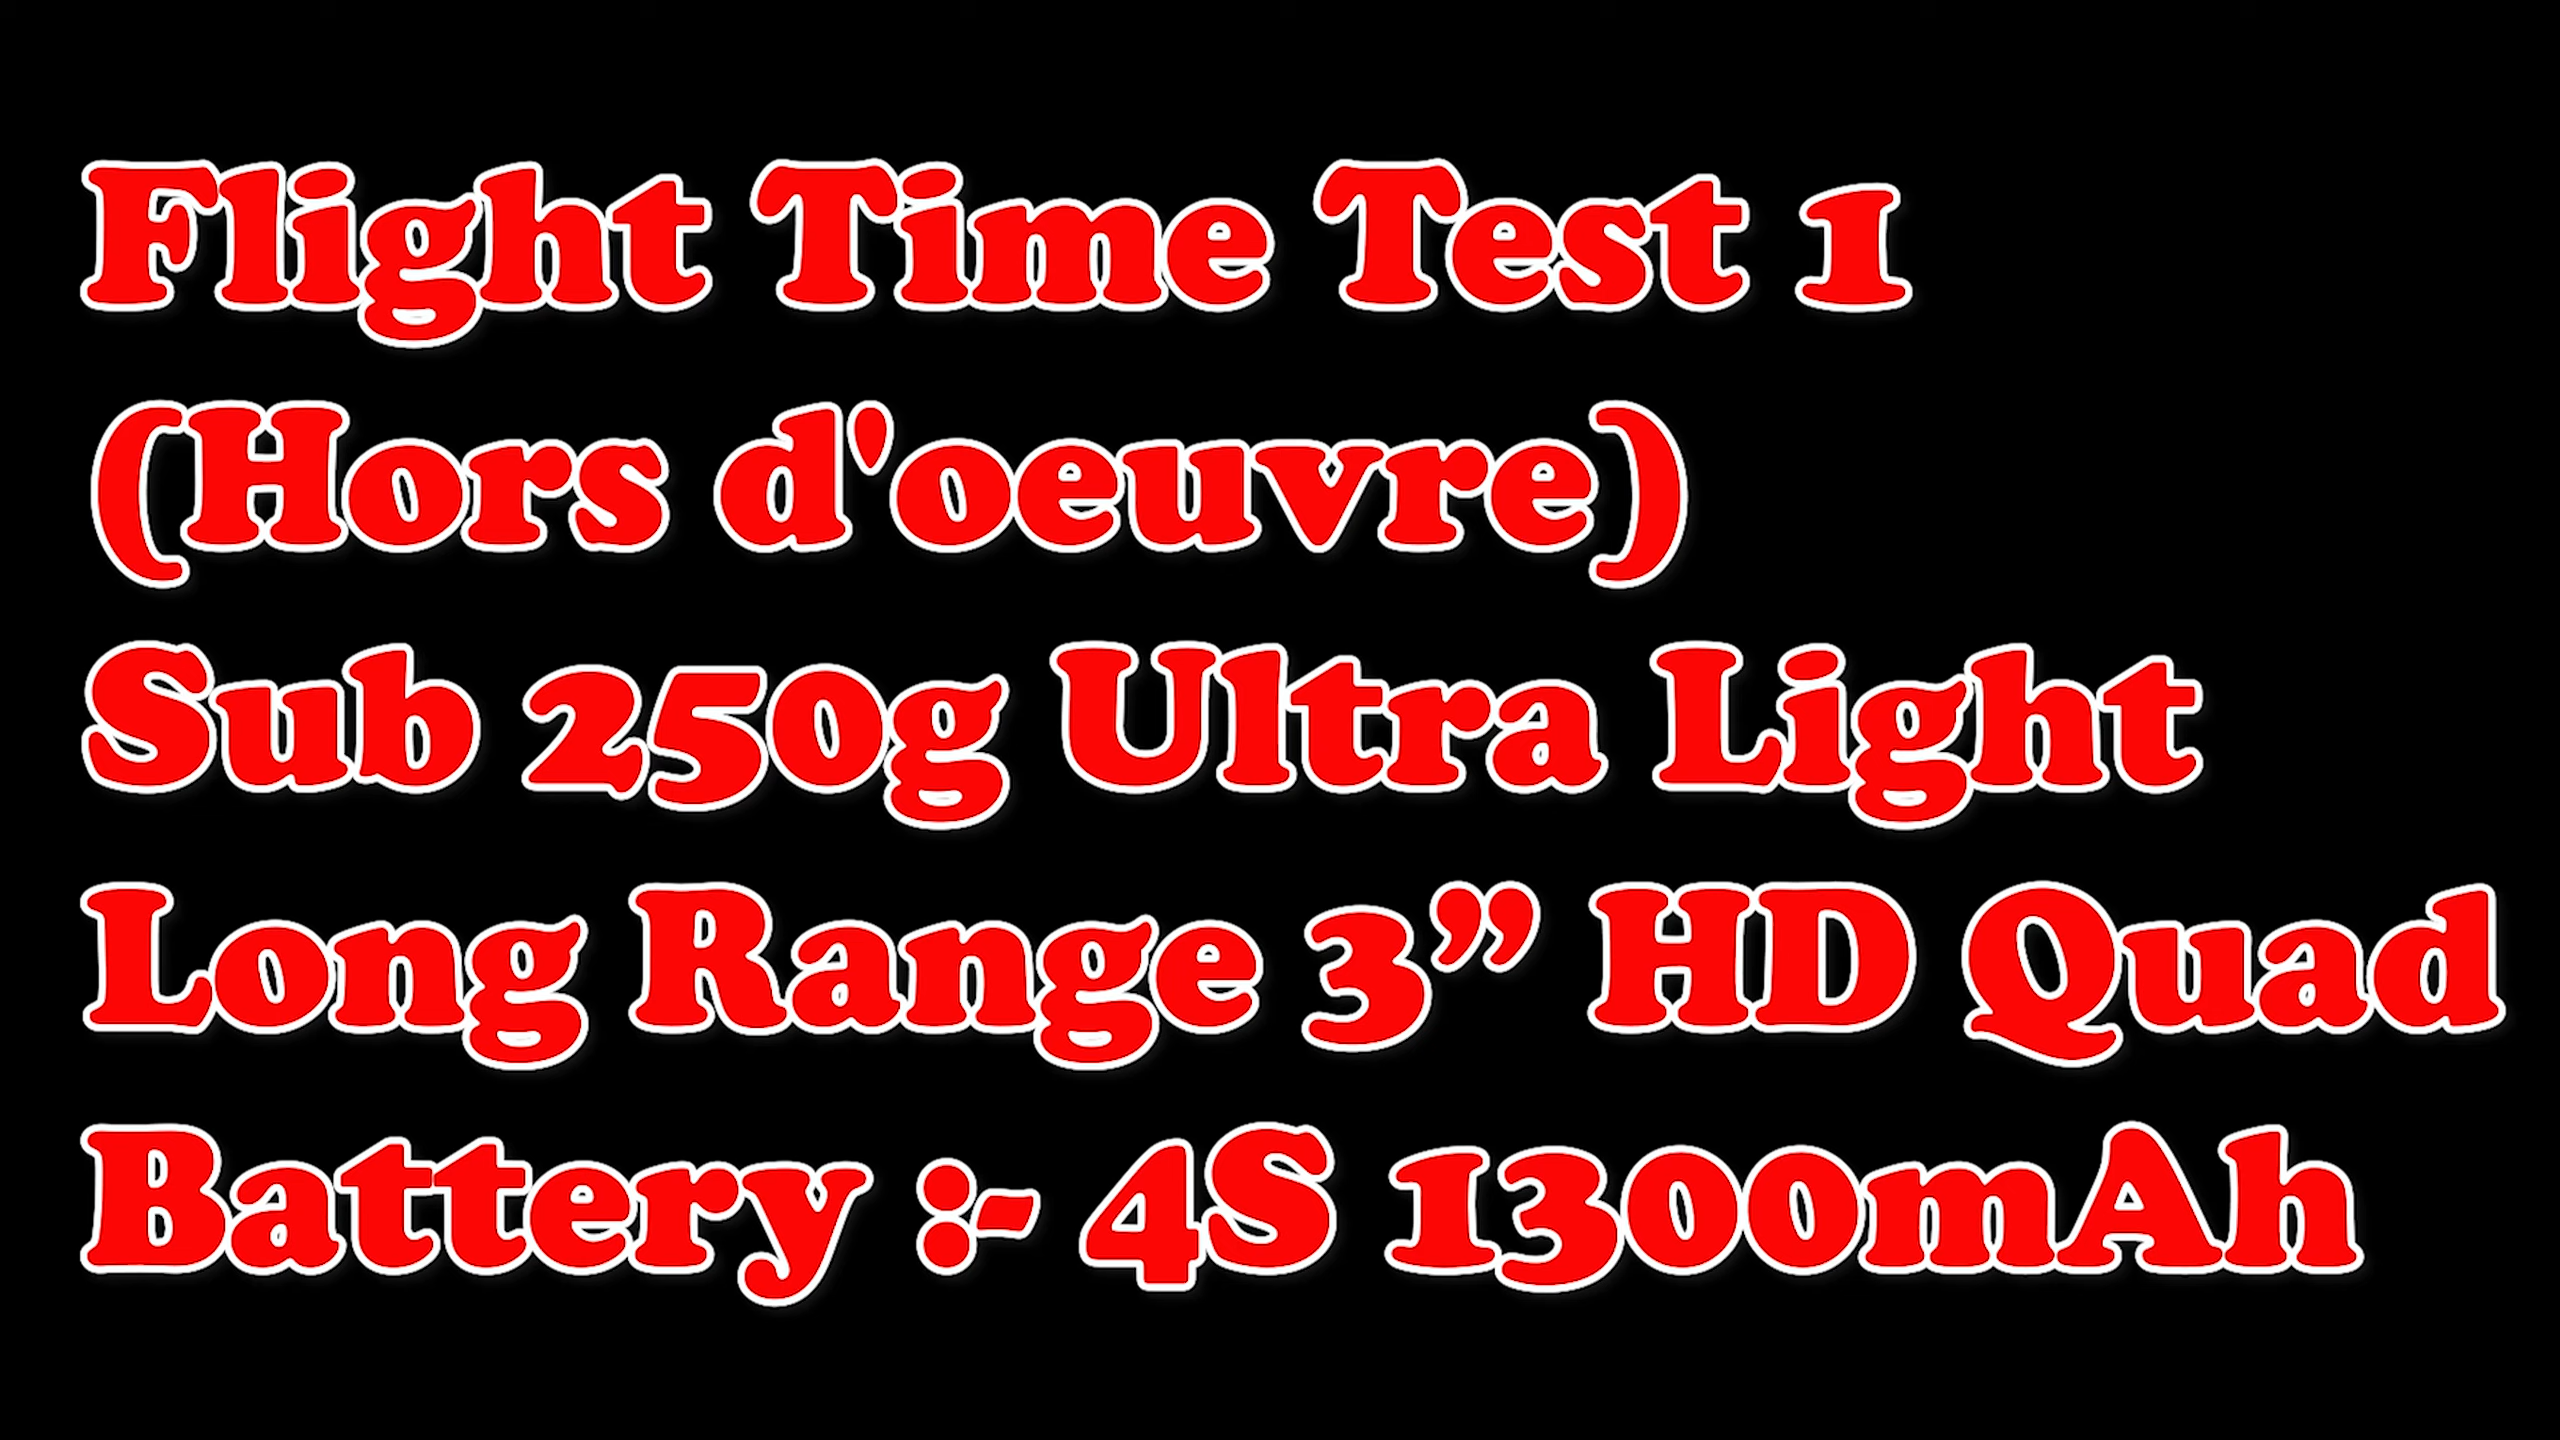 Flight Time Test 1
(Hors d'oeuvre)
Sub 250g Ultra Light
Long Range 3” HD Quad
Battery :- 4S 1300mAh